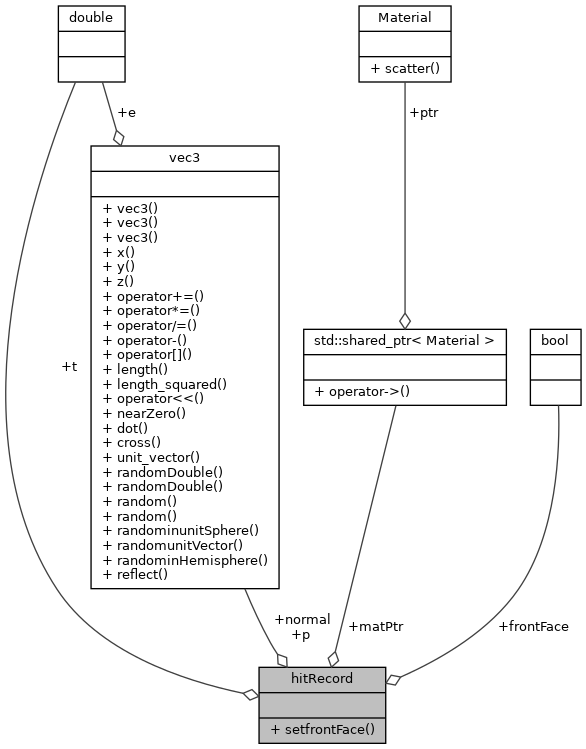 double
Material
+ scatter()
+e
+ptr
vec3
+ vec3()
+ vec3()
+ vec3()
+ x()
+ y()
+ z()
+ operator+=()
+ operator*=()
+ operator/=()
+ operator-()
+ operator[]()
+ length()
+ length_squared()
+ operator<<()
+ nearZero()
+ dot()
+ cross()
+ unit_vector()
+ randomDouble()
+ randomDouble()
+ random()
+ random()
+ randominunitSphere()
+ randomunitVector()
+ randominHemisphere()
+ reflect()
std::shared_ptr< Material >
+ operator->()
bool
+t
+normal
+p
+matPtr
+frontFace
hitRecord
+ setfrontFace()